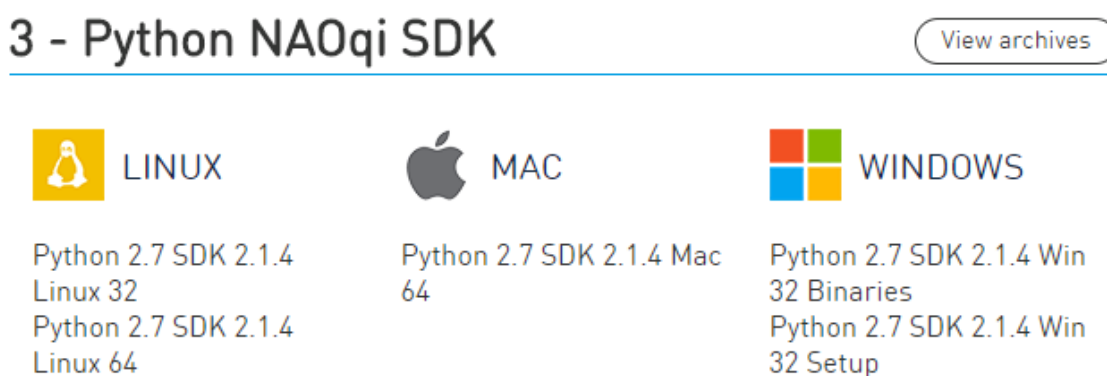 3 - Python NAOqi SDK
View archives
LINUX
Python 2.7 SDK 2.1.4
Linux 32
Python 2.7 SDK 2.1.4
Linux 64
MAC
Python 2.7 SDK 2.1.4 Mac
64
WINDOWS
Python 2.7 SDK 2.1.4 Win
32 Binaries
Python 2.7 SDK 2.1.4 Win
32 Setup